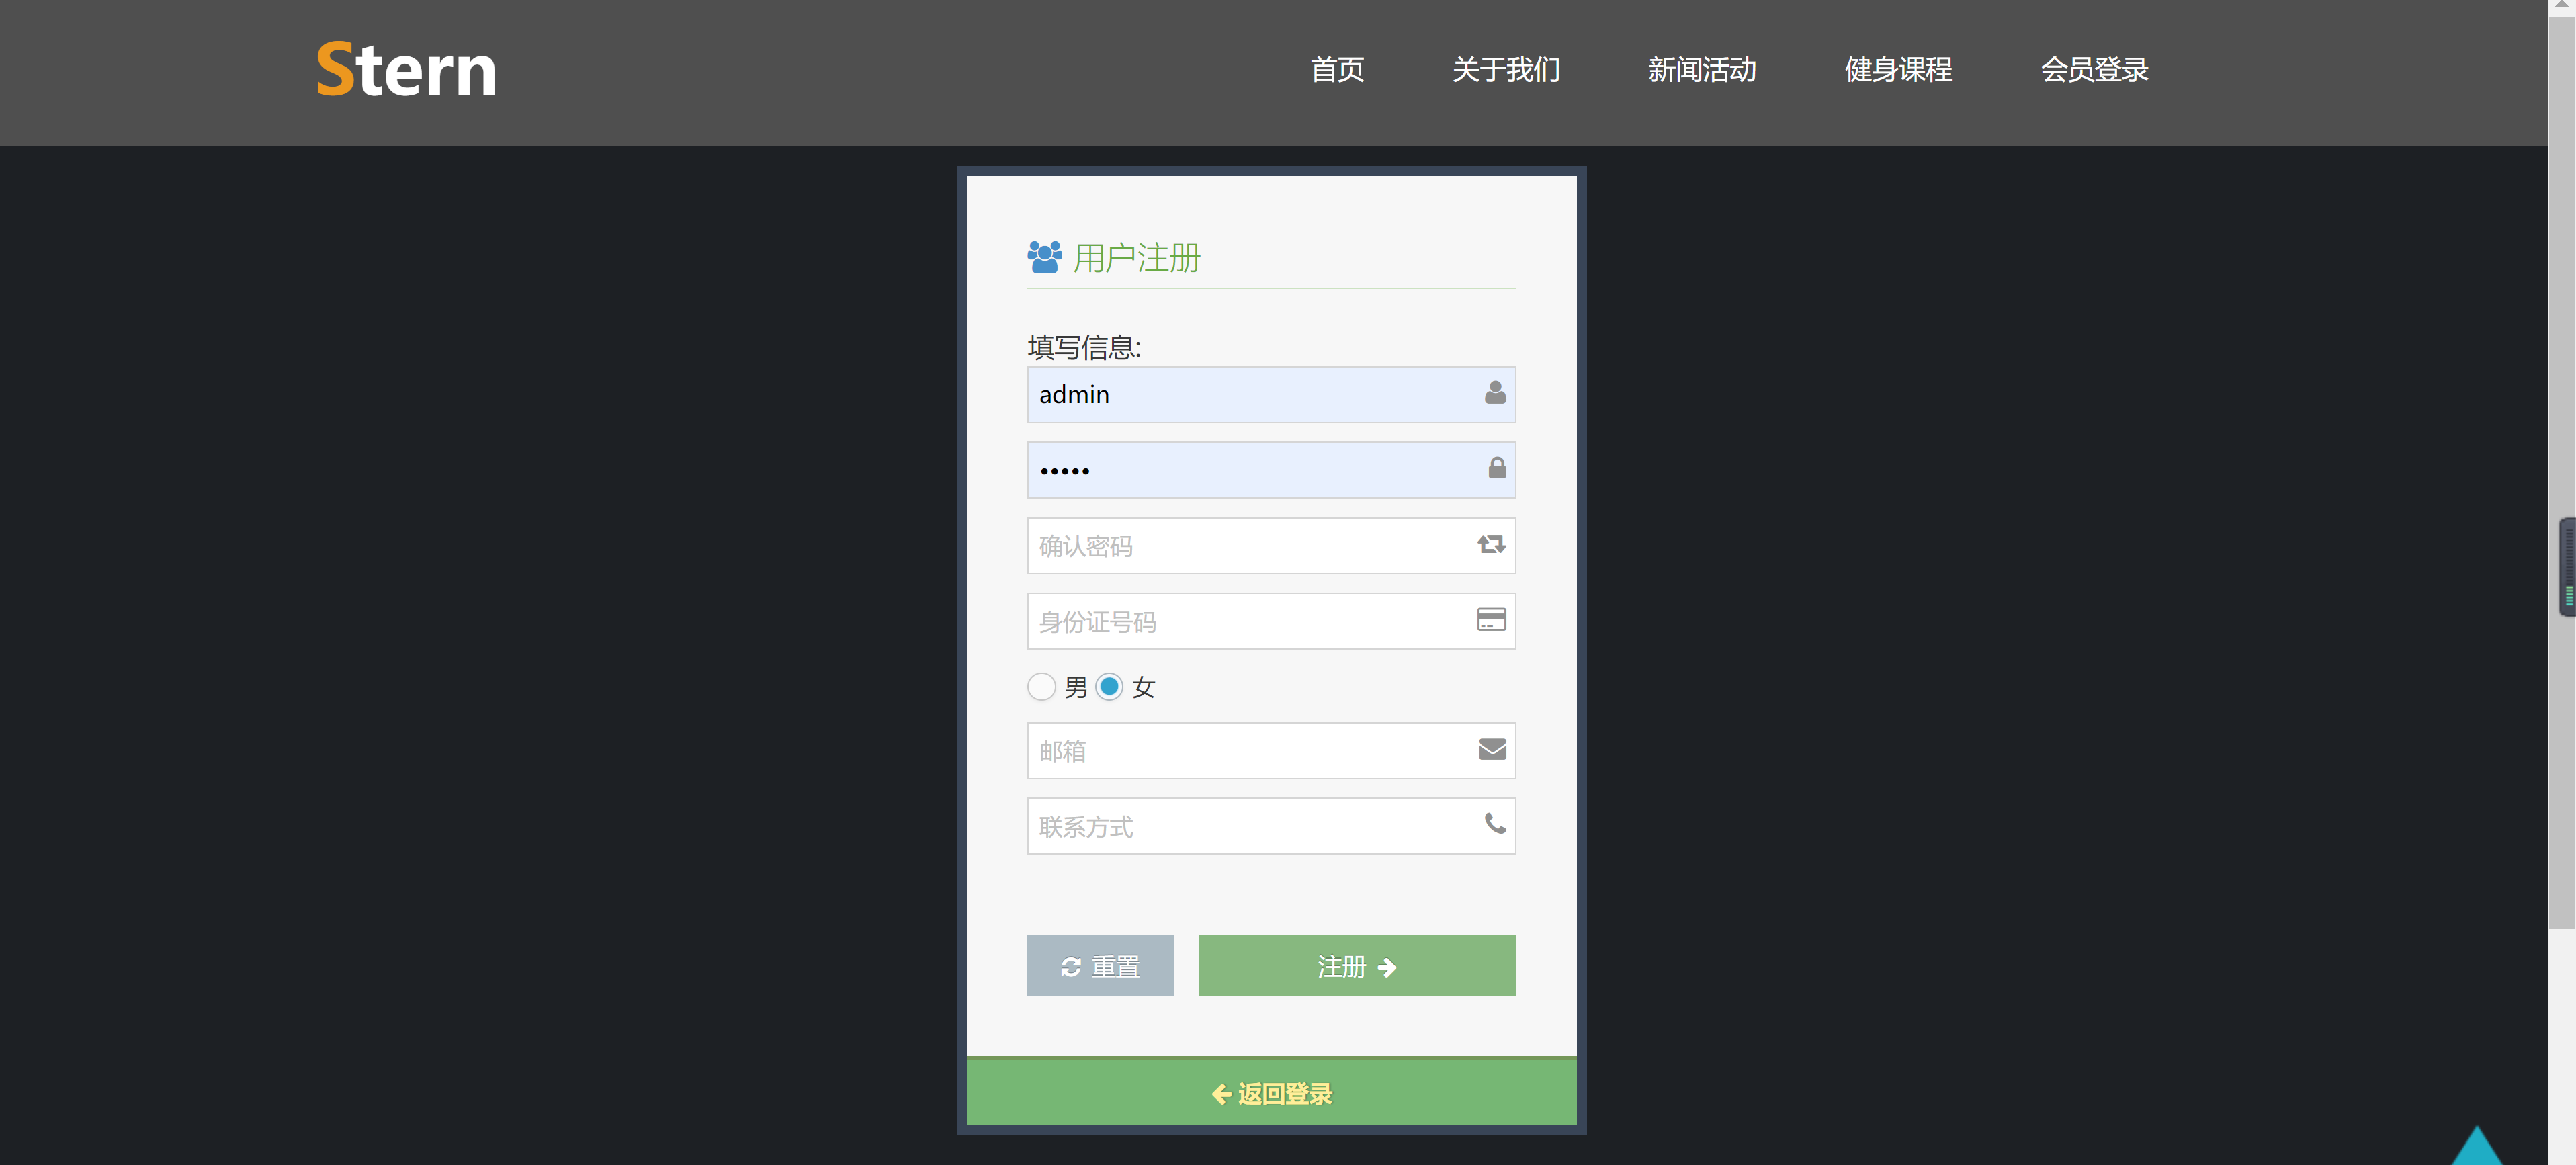 Stern
首页 关于我们 新闻活动 健身课程 会员登录
用户注册
填写信息:
admin
•••••
确认密码
身份证号码
男 女
邮箱
联系方式
重置 注册
返回登录